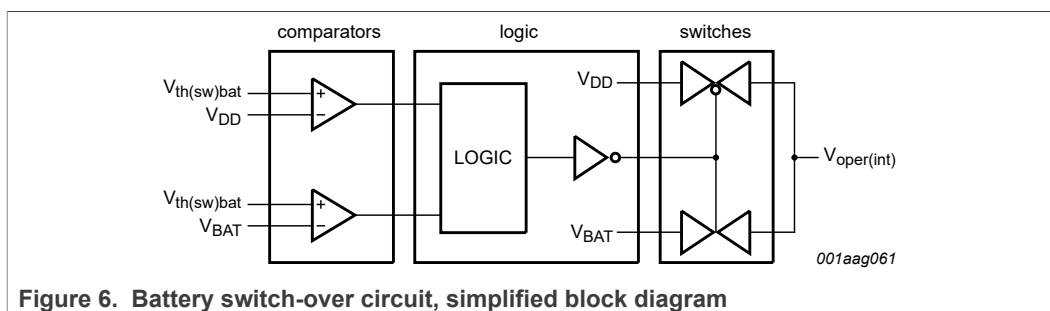 comparators
logic
switches
Vth(sw)bat
VDD
+
−
Vth(sw)bat
VBAT
+
−
LOGIC
VDD
VBAT
Voper(int)
001aag061
Figure 6. Battery switch-over circuit, simplified block diagram